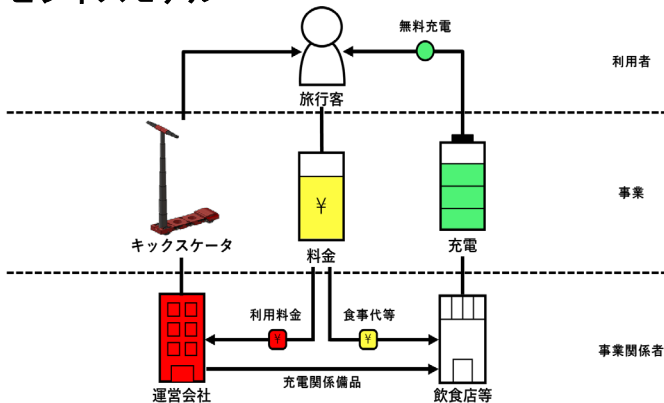 無料充電
利用者
旅行客
¥
事業
キックスケータ
料金
充電
利用料金
食事代等
¥
¥
事業関係者
充電関係備品
運営会社
飲食店等